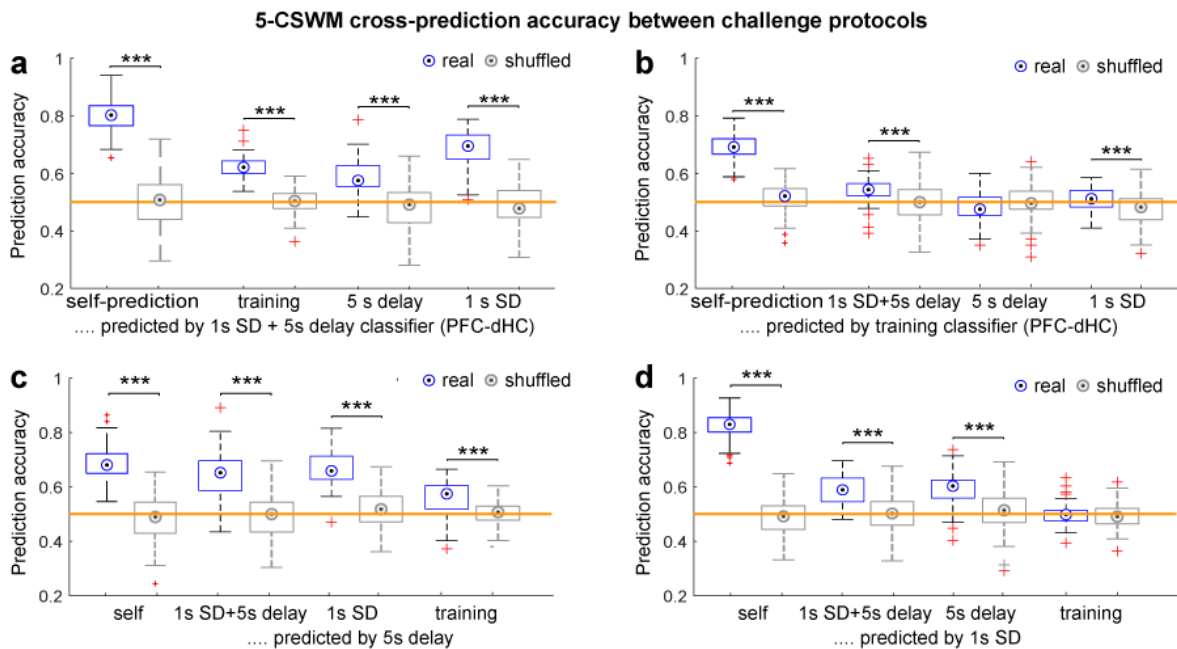 5-CSWM cross-prediction accuracy between challenge protocols
a
real shuffled
Prediction accuracy
1
0.8
0.6
0.4
0.2
*** *** *** ***
self-prediction training 5 s delay 1 s SD
.... predicted by 1s SD + 5s delay classifier (PFC-dHC)
b
real shuffled
Prediction accuracy
1
0.8
0.6
0.4
0.2
*** *** ***
self-prediction 1s SD+5s delay 5 s delay 1 s SD
.... predicted by training classifier (PFC-dHC)
c
real shuffled
Prediction accuracy
1
0.8
0.6
0.4
0.2
*** *** *** ***
self 1s SD+5s delay 1s SD training
.... predicted by 5s delay
d
real shuffled
Prediction accuracy
1
0.8
0.6
0.4
0.2
*** *** ***
self 1s SD+5s delay 5s delay training
.... predicted by 1s SD